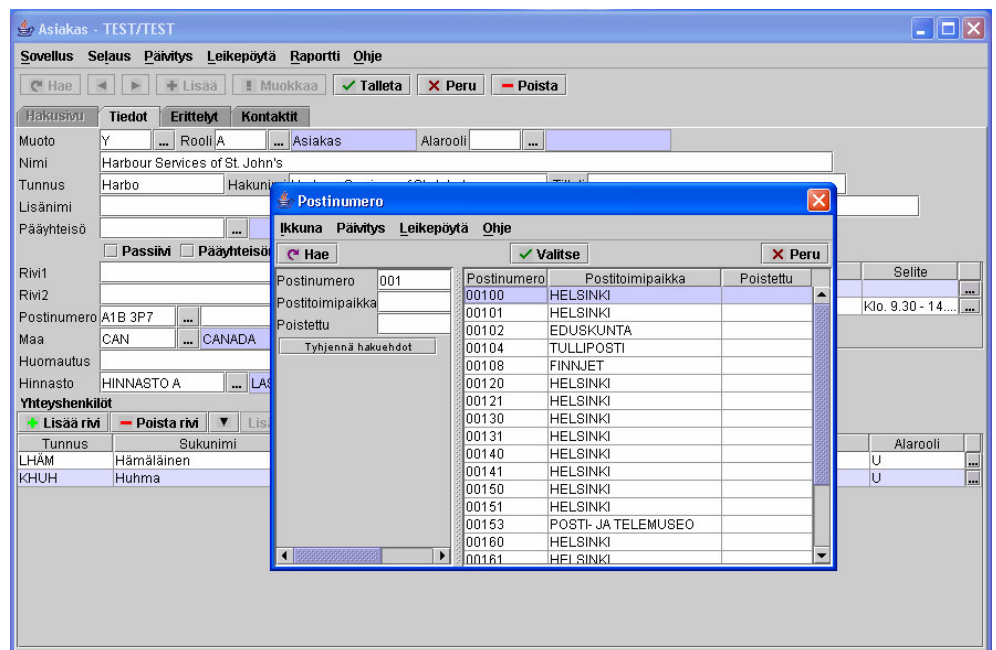 Asiakas - TEST/TEST
Sovellus Selaus Päivitys Leikepöytä Raportti Ohje
Hae Lisää Muokkaa Talleta Peru Poista
Hakusivu Tiedot Erittelyt Kontaktit
Muoto Y ... Rooli A ... Asiakas Alarooli ...
Nimi Harbour Services of St. John's
Tunnus Harbo
Lisänimi
Pääyhteisö ...
Passiivi
Rivi1
Rivi2
Postinumero A1B 3P7 ...
Maa CAN ... CANADA
Huomautus
Hinnasto HINNASTO A ...
Yhteyshenkilöt
Lisää rivi Poista rivi
Tunnus Sukunimi
LHÄM Hämäläinen
KHUH Huhma
Selite
...
Klo. 9.30 - 14.... ...
Alarooli
U ...
U ...
Postinumero
Ikkuna Päivitys Leikepöytä Ohje
Hae Valitse Peru
Postinumero 001
Postitoimipaikka
Poistettu
Tyhjennä hakuehdot
Postinumero Postitoimipaikka Poistettu
00100 HELSINKI
00101 HELSINKI
00102 EDUSKUNTA
00104 TULLIPOSTI
00108 FINNJET
00120 HELSINKI
00121 HELSINKI
00130 HELSINKI
00131 HELSINKI
00140 HELSINKI
00141 HELSINKI
00150 HELSINKI
00151 HELSINKI
00153 POSTI- JA TELEMUSEO
00160 HELSINKI
00161 HELSINKI